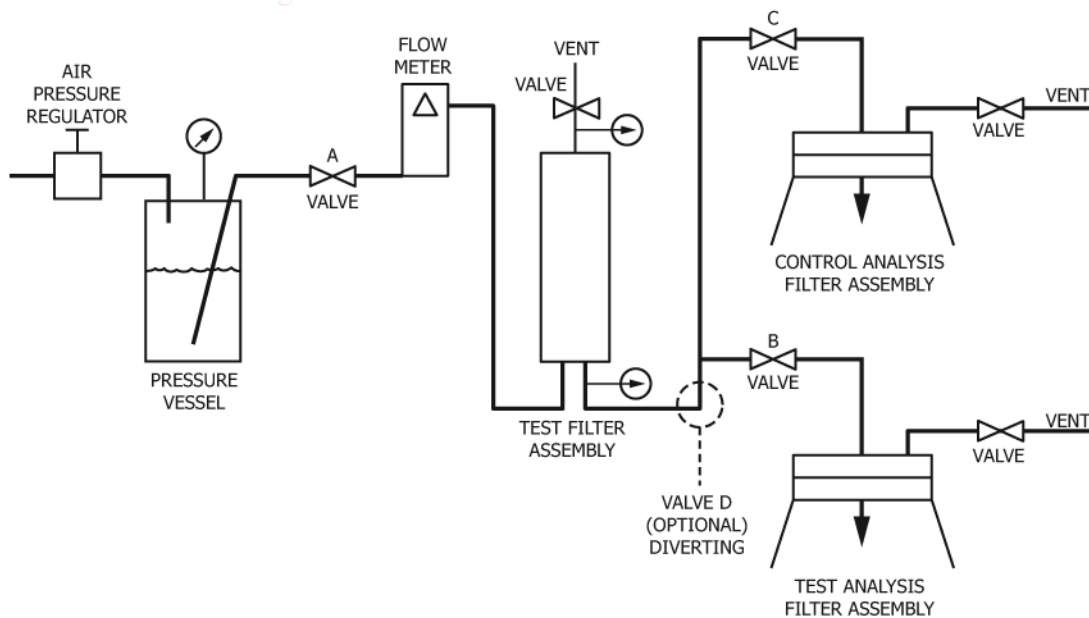 AIR
PRESSURE
REGULATOR
A
VALVE
PRESSURE
VESSEL
FLOW
METER
VENT
VALVE
TEST FILTER
ASSEMBLY
C
VALVE
VALVE
VENT
CONTROL ANALYSIS
FILTER ASSEMBLY
B
VALVE
VALVE
VENT
VALVE D
(OPTIONAL)
DIVERTING
TEST ANALYSIS
FILTER ASSEMBLY